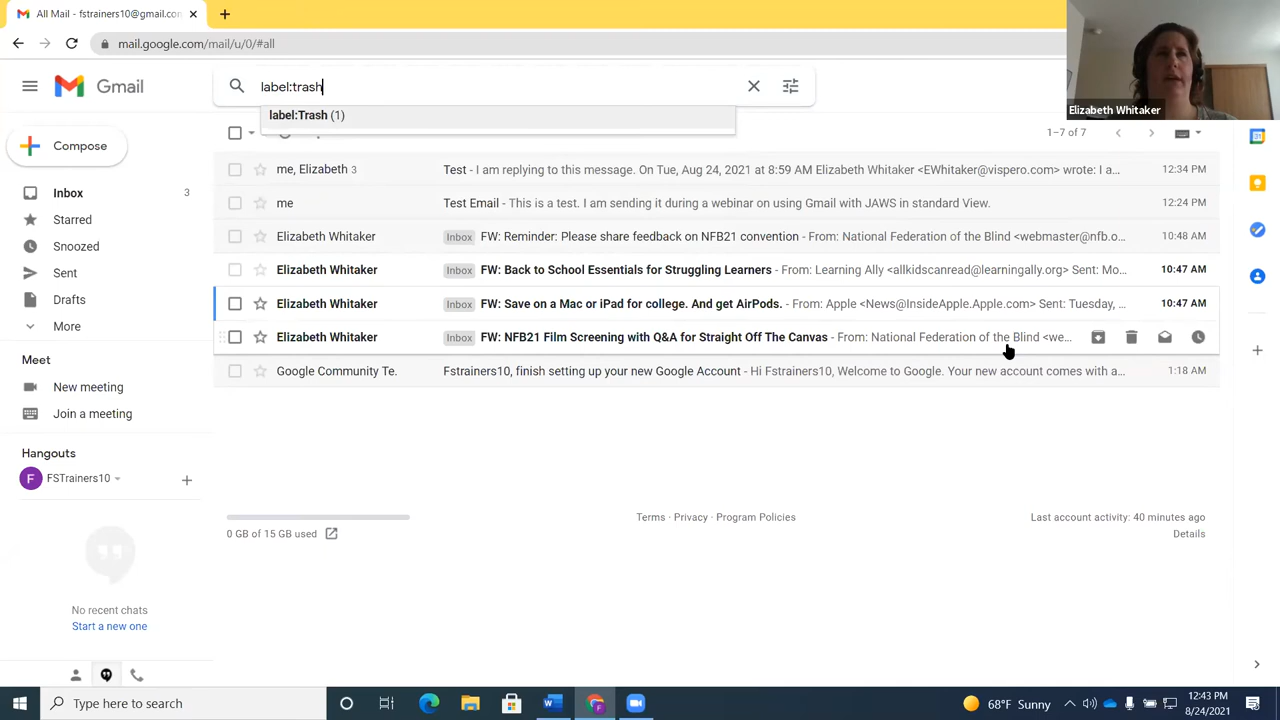 All Mail - fstrainers10@gmail.com
mail.google.com/mail/u/0/#all
Elizabeth Whitaker
Gmail
label:trash
label:Trash (1)
1–7 of 7
Compose
Inbox 3
Starred
Snoozed
Sent
Drafts
More
me, Elizabeth 3 Test - I am replying to this message. On Tue, Aug 24, 2021 at 8:59 AM Elizabeth Whitaker <EWhitaker@vispero.com> wrote: I a... 12:34 PM
me Test Email - This is a test. I am sending it during a webinar on using Gmail with JAWS in standard View. 12:24 PM
Elizabeth Whitaker Inbox FW: Reminder: Please share feedback on NFB21 convention - From: National Federation of the Blind <webmaster@nfb.o... 10:48 AM
Elizabeth Whitaker Inbox FW: Back to School Essentials for Struggling Learners - From: Learning Ally <allkidscanread@learningally.org> Sent: Mo... 10:47 AM
Elizabeth Whitaker Inbox FW: Save on a Mac or iPad for college. And get AirPods. - From: Apple <News@InsideApple.Apple.com> Sent: Tuesday, ... 10:47 AM
Elizabeth Whitaker Inbox FW: NFB21 Film Screening with Q&A for Straight Off The Canvas - From: National Federation of the Blind <we...
Google Community Te. Fstrainers10, finish setting up your new Google Account - Hi Fstrainers10, Welcome to Google. Your new account comes with a... 1:18 AM
Meet
New meeting
Join a meeting
Hangouts
F FSTrainers10
No recent chats
Start a new one
0 GB of 15 GB used
Terms · Privacy · Program Policies
Last account activity: 40 minutes ago
Details
Type here to search
68°F Sunny
12:43 PM
8/24/2021